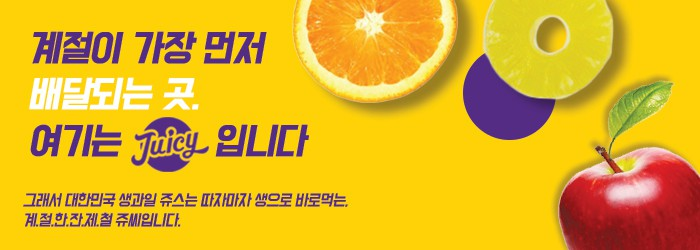 계절이 가장 먼저
배달되는 곳.
여기는 Juicy 입니다
그래서 대한민국 생과일 쥬스는 따자마자 생으로 바로먹는.
계.절.한.잔.제.철 쥬씨입니다.